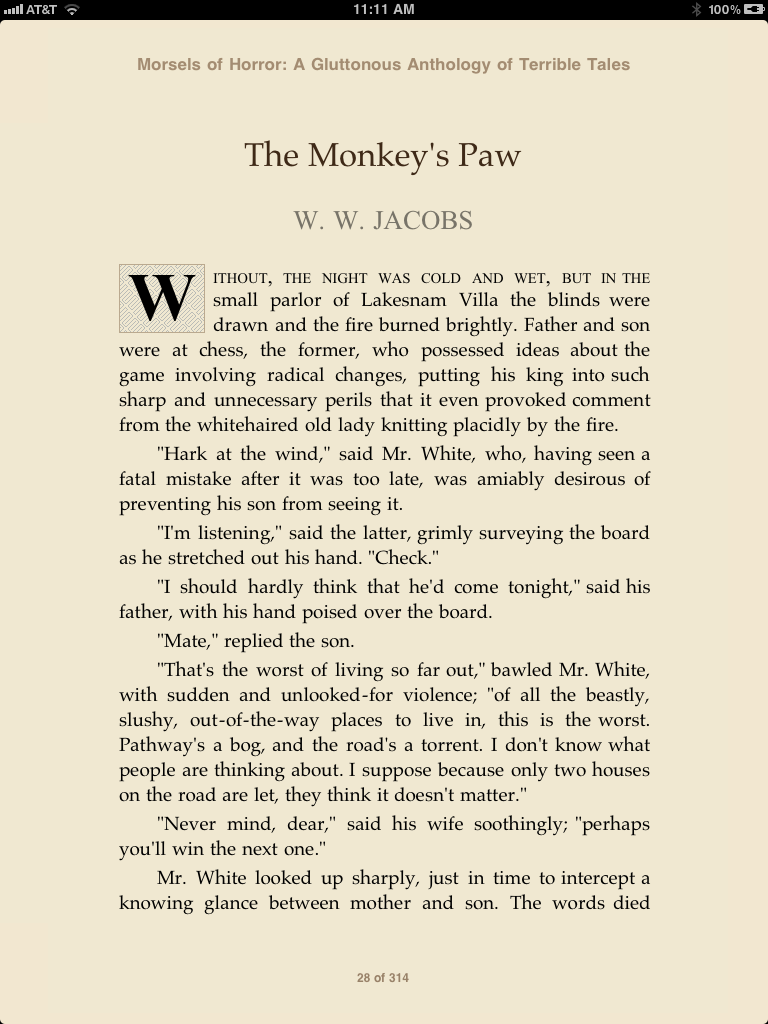 AT&T 11:11 AM 100%
Morsels of Horror: A Gluttonous Anthology of Terrible Tales
The Monkey's Paw
W. W. JACOBS
WITHOUT, THE NIGHT WAS COLD AND WET, BUT IN THE
small parlor of Lakesnam Villa the blinds were
drawn and the fire burned brightly. Father and son
were at chess, the former, who possessed ideas about the
game involving radical changes, putting his king into such
sharp and unnecessary perils that it even provoked comment
from the whitehaired old lady knitting placidly by the fire.
"Hark at the wind," said Mr. White, who, having seen a
fatal mistake after it was too late, was amiably desirous of
preventing his son from seeing it.
"I'm listening," said the latter, grimly surveying the board
as he stretched out his hand. "Check."
"I should hardly think that he'd come tonight," said his
father, with his hand poised over the board.
"Mate," replied the son.
"That's the worst of living so far out," bawled Mr. White,
with sudden and unlooked-for violence; "of all the beastly,
slushy, out-of-the-way places to live in, this is the worst.
Pathway's a bog, and the road's a torrent. I don't know what
people are thinking about. I suppose because only two houses
on the road are let, they think it doesn't matter."
"Never mind, dear," said his wife soothingly; "perhaps
you'll win the next one."
Mr. White looked up sharply, just in time to intercept a
knowing glance between mother and son. The words died
28 of 314